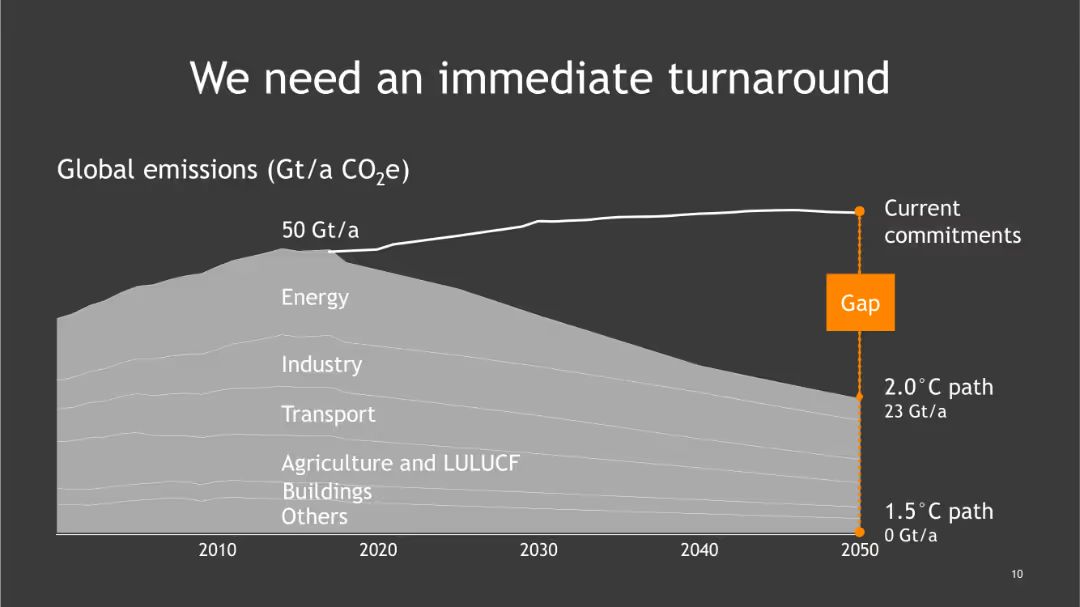 We need an immediate turnaround
Global emissions (Gt/a CO₂e)
50 Gt/a
Current
commitments
Energy
Gap
Industry
2.0°C path
23 Gt/a
Transport
Agriculture and LULUCF
Buildings
Others
1.5°C path
0 Gt/a
2010 2020 2030 2040 2050
10